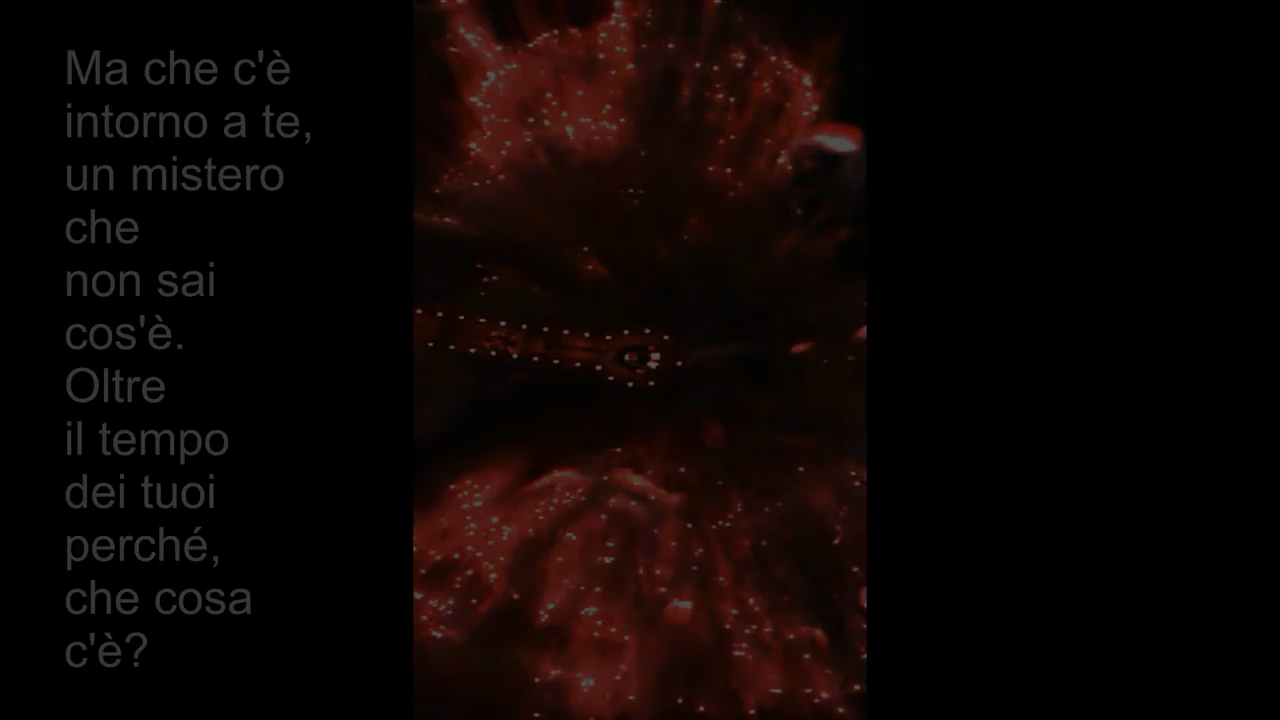 Ma che c'è
intorno a te,
un mistero
che
non sai
cos'è.
Oltre
il tempo
dei tuoi
perché,
che cosa
c'è?